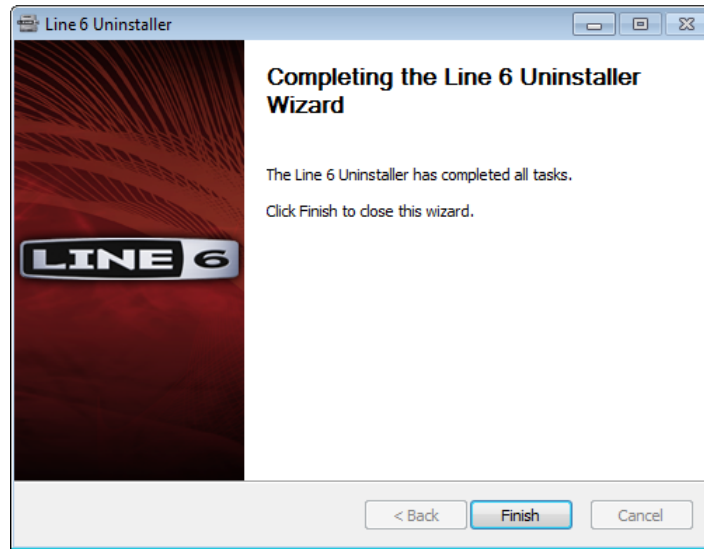 Line 6 Uninstaller
Completing the Line 6 Uninstaller
Wizard
The Line 6 Uninstaller has completed all tasks.
Click Finish to close this wizard.
LINE 6
< Back
Finish
Cancel